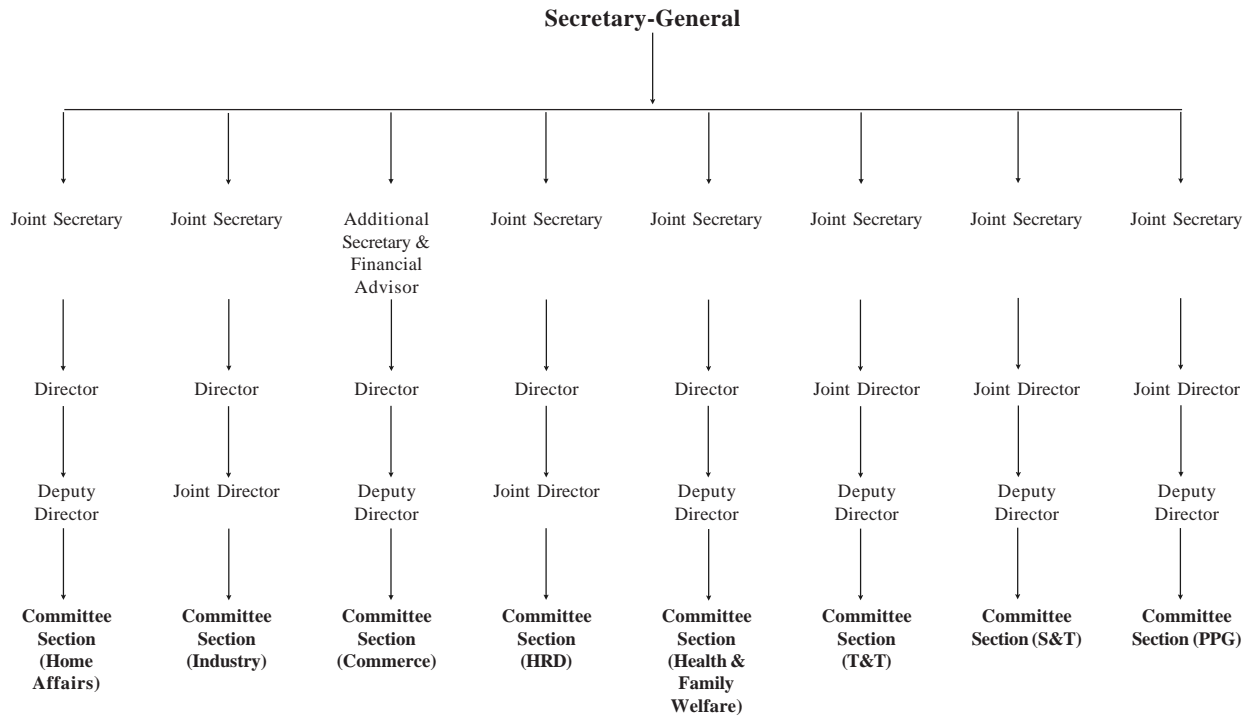 Secretary-General
Joint Secretary
Joint Secretary
Additional
Secretary &
Financial
Advisor
Joint Secretary
Joint Secretary
Joint Secretary
Joint Secretary
Joint Secretary
Director
Director
Director
Director
Director
Joint Director
Joint Director
Joint Director
Deputy
Director
Joint Director
Deputy
Director
Joint Director
Deputy
Director
Deputy
Director
Deputy
Director
Deputy
Director
Committee
Section
(Home
Affairs)
Committee
Section
(Industry)
Committee
Section
(Commerce)
Committee
Section
(HRD)
Committee
Section
(Health &
Family
Welfare)
Committee
Section
(T&T)
Committee
Section (S&T)
Committee
Section (PPG)